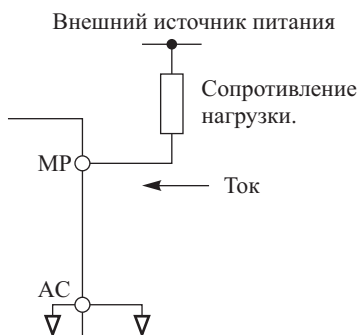 Внешний источник питания
Сопротивление
нагрузки.
MP
Ток
AC